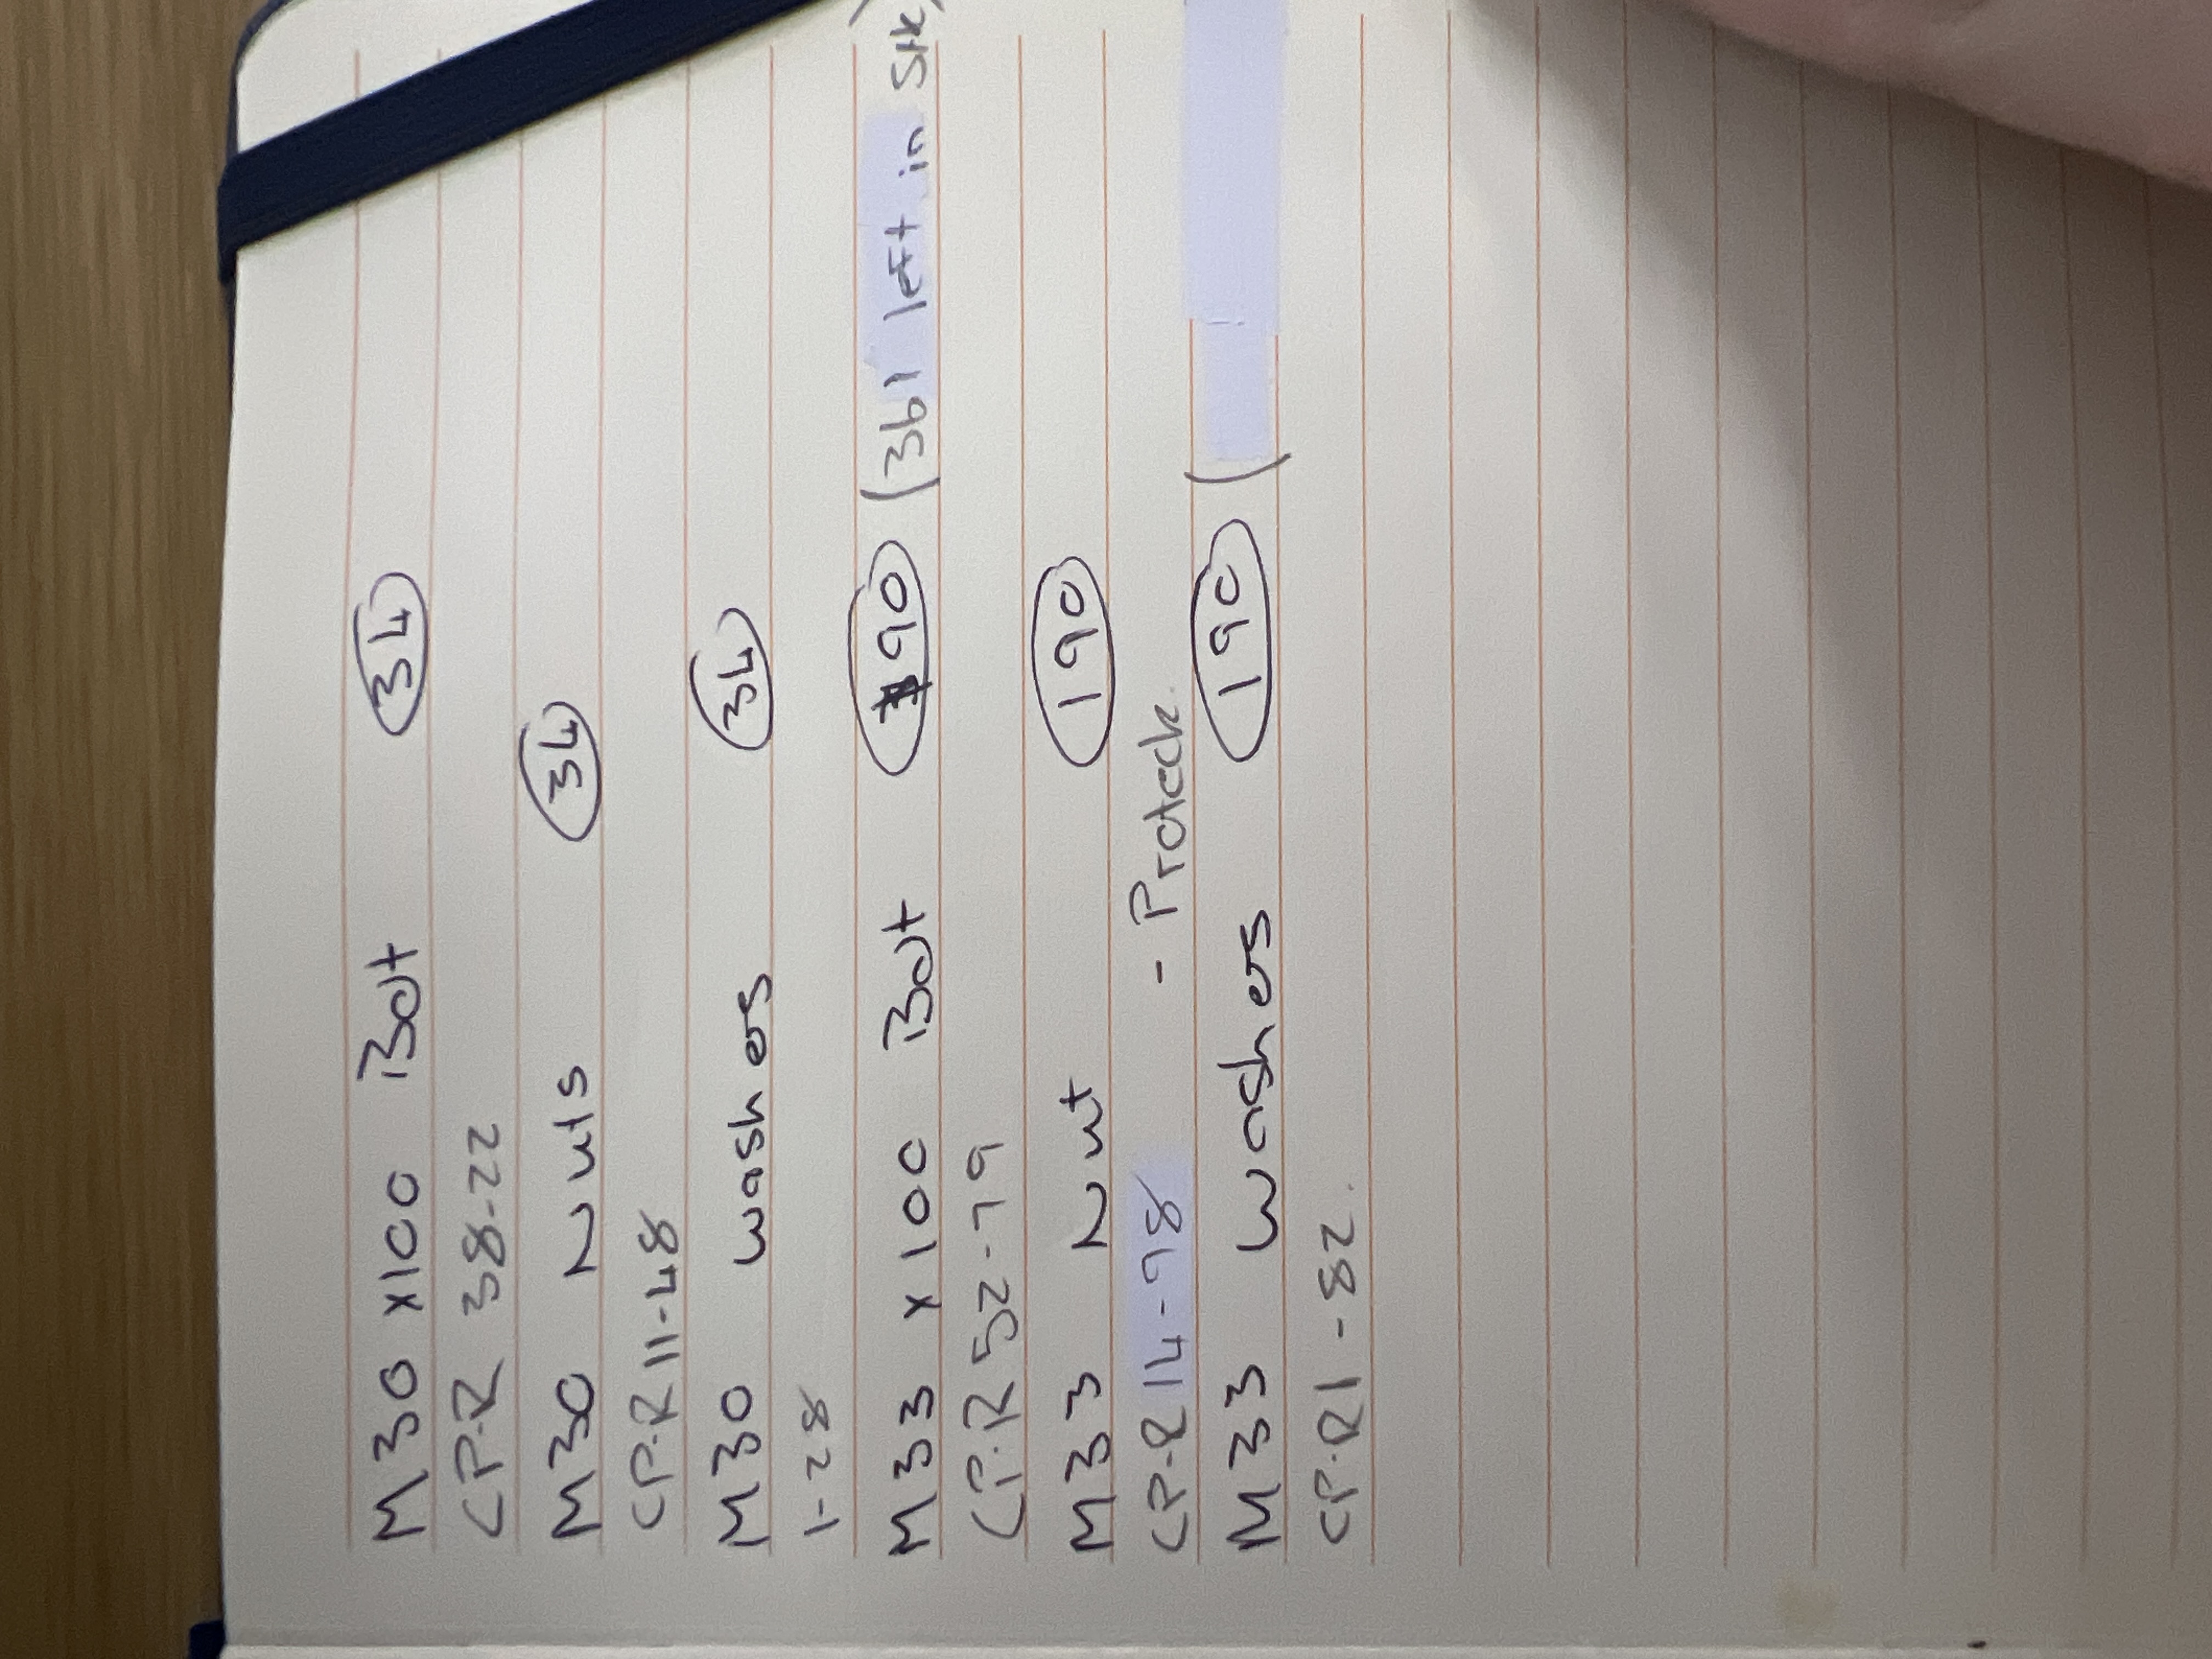 M30 x100 Bolt 34
CP-R 38-22
M30 Nuts 34
CP-R 11-48
M30 washers 34
1-28
M33 x 100 Bolt 190 (361 left in Stk)
CP-R 52-79
M33 Nut 190
CP-R 14-98 - Proteck.
M33 washers 190 (
CP-R1-82.